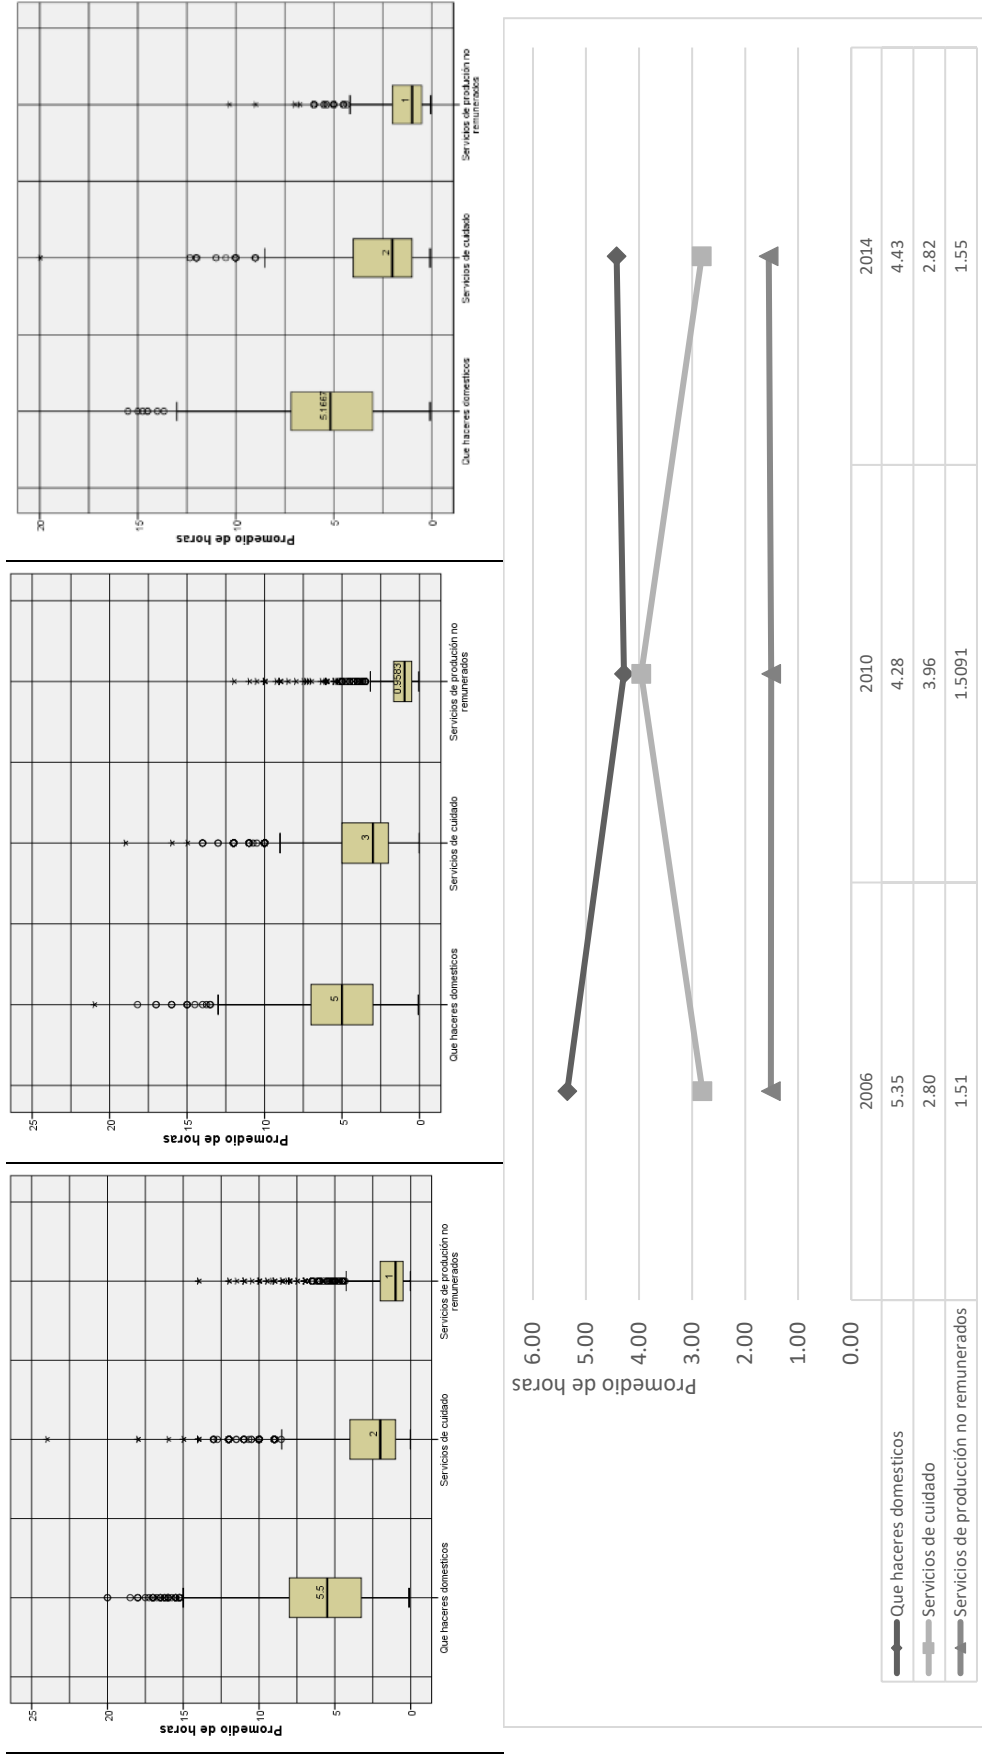 Promedio de horas
25
20
15
10
5
0
5.5
2
1
Que haceres domesticos
Servicios de cuidado
Servicios de produción no
remunerados
Promedio de horas
25
20
15
10
5
0
5
3
0.9583
Que haceres domesticos
Servicios de cuidado
Servicios de produción no
remunerados
Promedio de horas
20
15
10
5
0
5.1667
2
1
Que haceres domesticos
Servicios de cuidado
Servicios de produción no
remunerados
Promedio de horas
6.00
5.00
4.00
3.00
2.00
1.00
0.00
2006 2010 2014
Que haceres domesticos 5.35 4.28 4.43
Servicios de cuidado 2.80 3.96 2.82
Servicios de producción no remunerados 1.51 1.5091 1.55